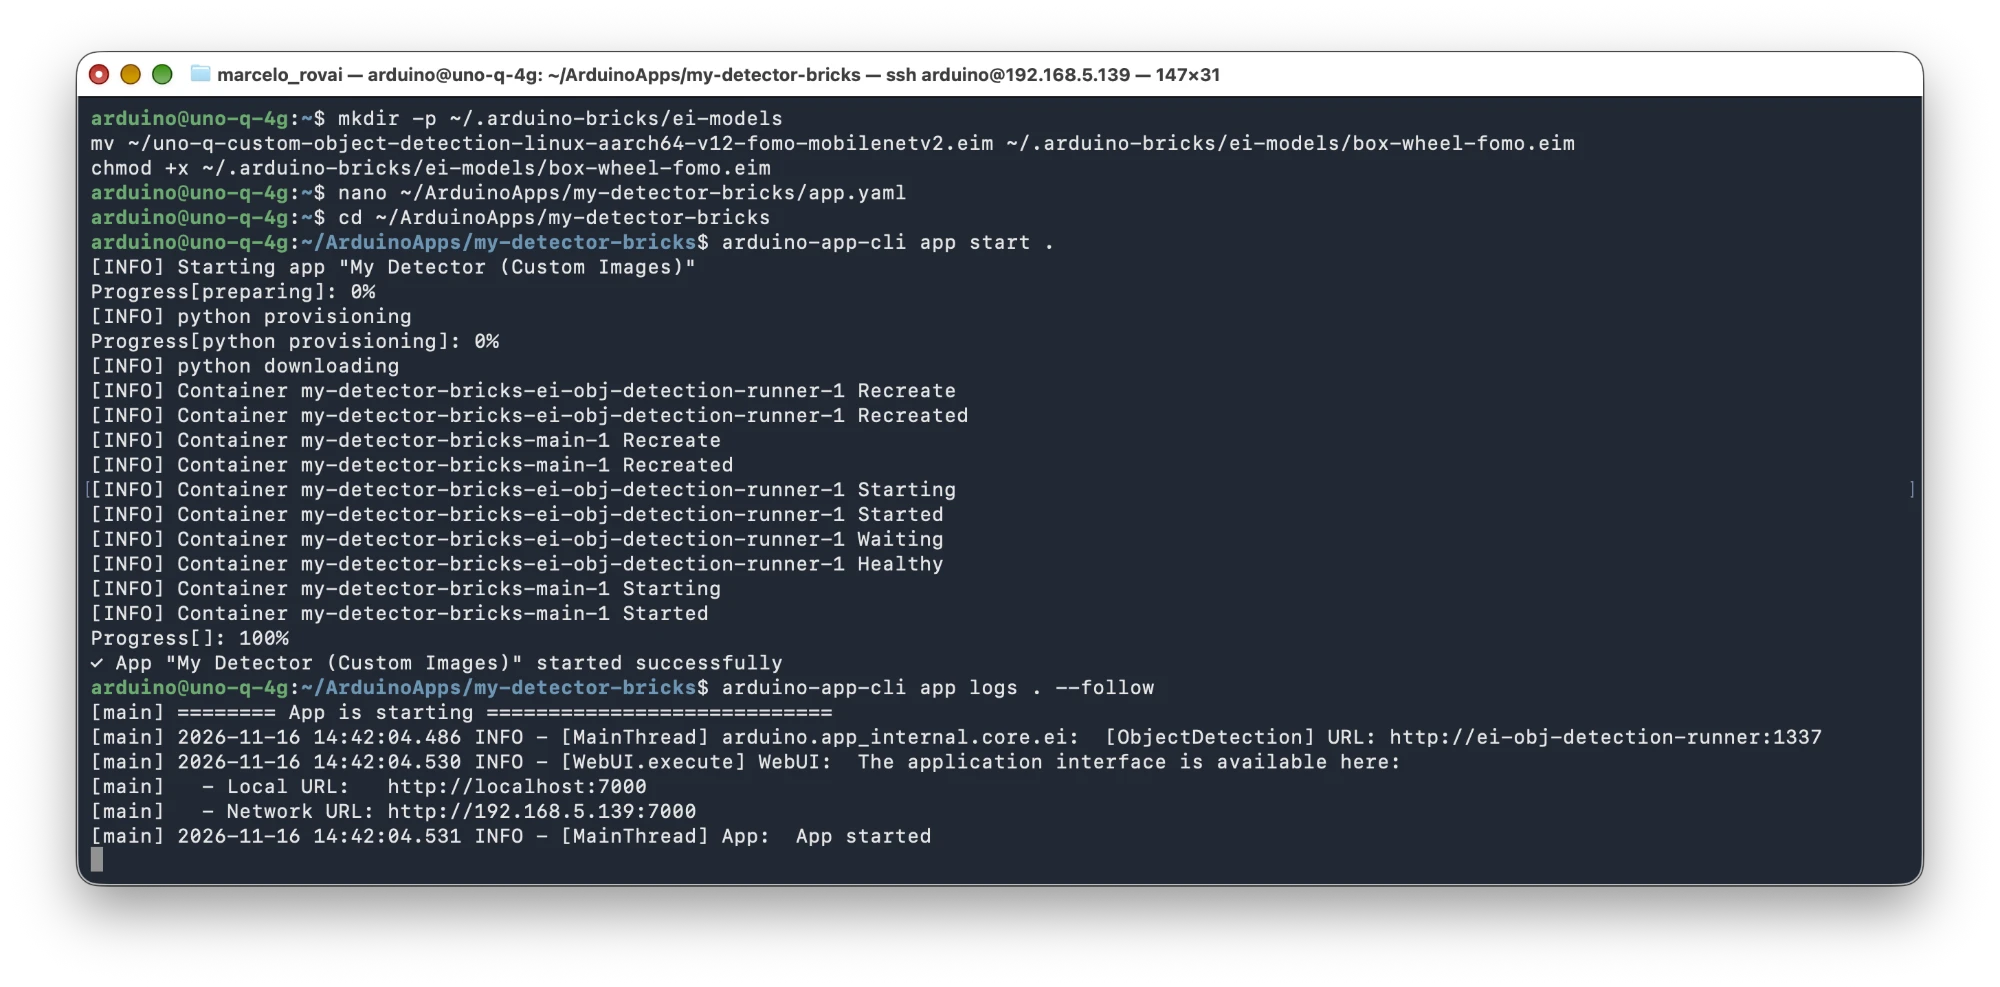 marcelo_rovai — arduino@uno-q-4g: ~/ArduinoApps/my-detector-bricks — ssh arduino@192.168.5.139 — 147×31
arduino@uno-q-4g:~$ mkdir -p ~/.arduino-bricks/ei-models
mv ~/uno-q-custom-object-detection-linux-aarch64-v12-fomo-mobilenetv2.eim ~/.arduino-bricks/ei-models/box-wheel-fomo.eim
chmod +x ~/.arduino-bricks/ei-models/box-wheel-fomo.eim
arduino@uno-q-4g:~$ nano ~/ArduinoApps/my-detector-bricks/app.yaml
arduino@uno-q-4g:~$ cd ~/ArduinoApps/my-detector-bricks
arduino@uno-q-4g:~/ArduinoApps/my-detector-bricks$ arduino-app-cli app start .
[INFO] Starting app "My Detector (Custom Images)"
Progress[preparing]: 0%
[INFO] python provisioning
Progress[python provisioning]: 0%
[INFO] python downloading
[INFO] Container my-detector-bricks-ei-obj-detection-runner-1 Recreate
[INFO] Container my-detector-bricks-ei-obj-detection-runner-1 Recreated
[INFO] Container my-detector-bricks-main-1 Recreate
[INFO] Container my-detector-bricks-main-1 Recreated
[[INFO] Container my-detector-bricks-ei-obj-detection-runner-1 Starting ]
[INFO] Container my-detector-bricks-ei-obj-detection-runner-1 Started
[INFO] Container my-detector-bricks-ei-obj-detection-runner-1 Waiting
[INFO] Container my-detector-bricks-ei-obj-detection-runner-1 Healthy
[INFO] Container my-detector-bricks-main-1 Starting
[INFO] Container my-detector-bricks-main-1 Started
Progress[]: 100%
✓ App "My Detector (Custom Images)" started successfully
arduino@uno-q-4g:~/ArduinoApps/my-detector-bricks$ arduino-app-cli app logs . --follow
[main] ======== App is starting ============================
[main] 2026-11-16 14:42:04.486 INFO - [MainThread] arduino.app_internal.core.ei:  [ObjectDetection] URL: http://ei-obj-detection-runner:1337
[main] 2026-11-16 14:42:04.530 INFO - [WebUI.execute] WebUI:  The application interface is available here:
[main]   - Local URL:   http://localhost:7000
[main]   - Network URL: http://192.168.5.139:7000
[main] 2026-11-16 14:42:04.531 INFO - [MainThread] App:  App started